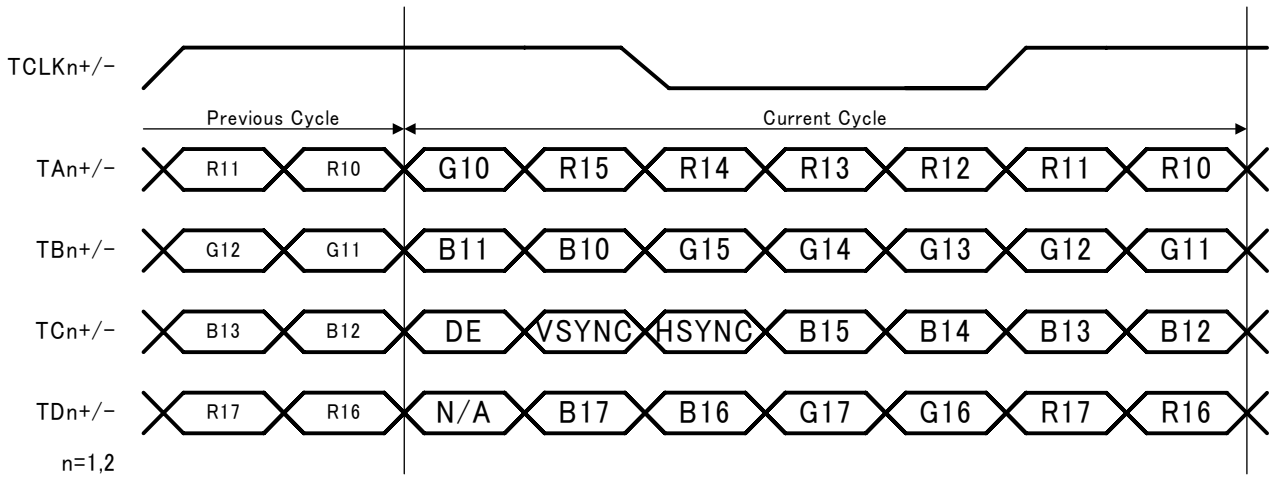 TCLKn+/-
Previous Cycle Current Cycle
TAn+/- R11 R10 G10 R15 R14 R13 R12 R11 R10
TBn+/- G12 G11 B11 B10 G15 G14 G13 G12 G11
TCn+/- B13 B12 DE VSYNC HSYNC B15 B14 B13 B12
TDn+/- R17 R16 N/A B17 B16 G17 G16 R17 R16
n=1,2